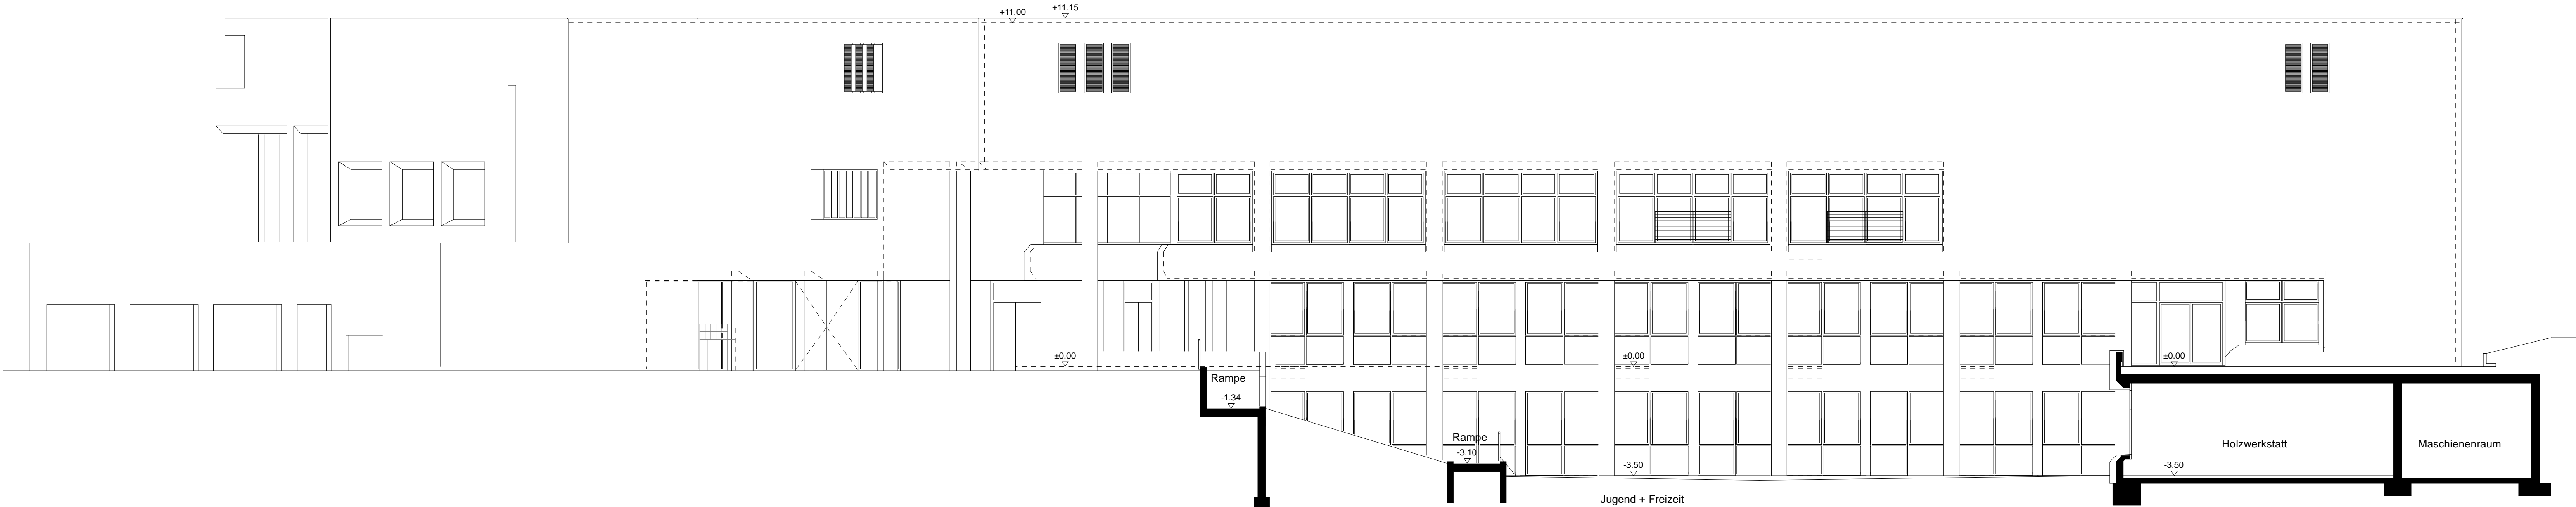 +11.00
+11.15
±0.00
±0.00
±0.00
Rampe
-1.34
Rampe
-3.10
-3.50
-3.50
Holzwerkstatt
Maschienenraum
Jugend + Freizeit